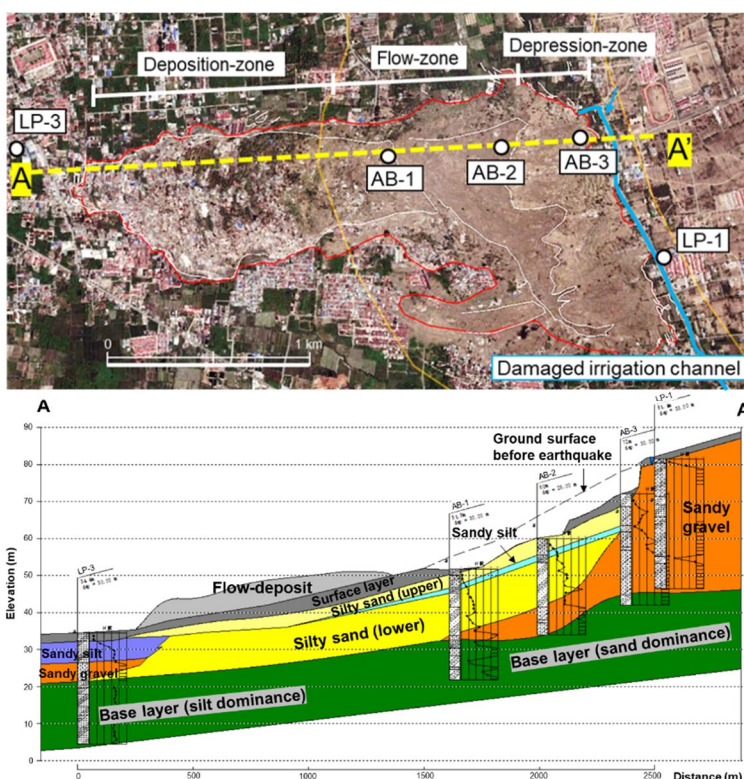 Deposition-zone
Flow-zone
Depression-zone
LP-3
A
AB-1
AB-2
AB-3
A'
LP-1
0
1 km
Damaged irrigation channel
A
A
90
80
70
60
50
40
30
20
10
0
Elevation (m)
LP-1
AB-3
AB-2
AB-1
LP-3
Ground surface
before earthquake
Sandy silt
Sandy
gravel
Flow-deposit
Surface layer
Silty sand (upper)
Silty sand (lower)
Sandy silt
Sandy gravel
Base layer (sand dominance)
Base layer (silt dominance)
0
500
1000
1500
2000
2500
Distance (m)